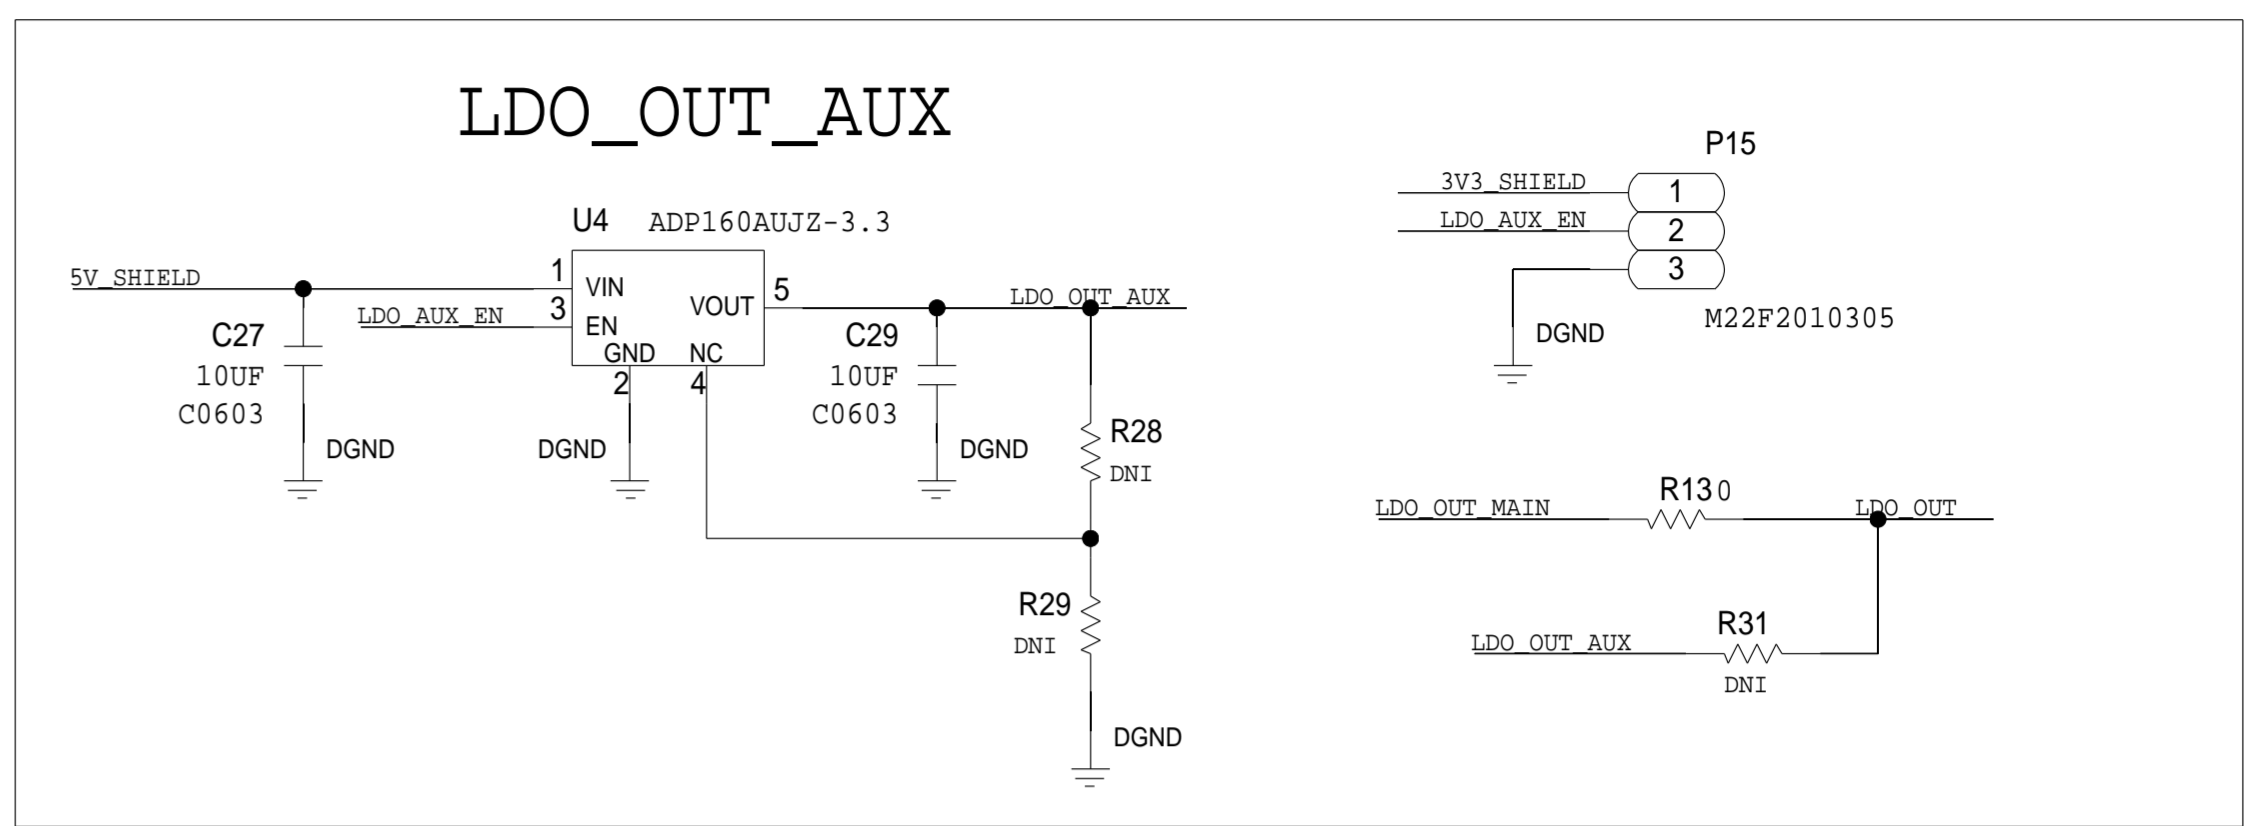 LDO_OUT_AUX
U4 ADP160AUJZ-3.3
5V_SHIELD
LDO_AUX_EN
1
3
VIN
EN
GND
NC
VOUT
5
2
4
C27
10UF
C0603
DGND
DGND
C29
10UF
C0603
DGND
LDO_OUT_AUX
R28
DNI
R29
DNI
DGND
P15
3V3_SHIELD 1
LDO_AUX_EN 2
3
M22F2010305
DGND
LDO_OUT_MAIN
R13 0
LDO_OUT
LDO_OUT_AUX
R31
DNI